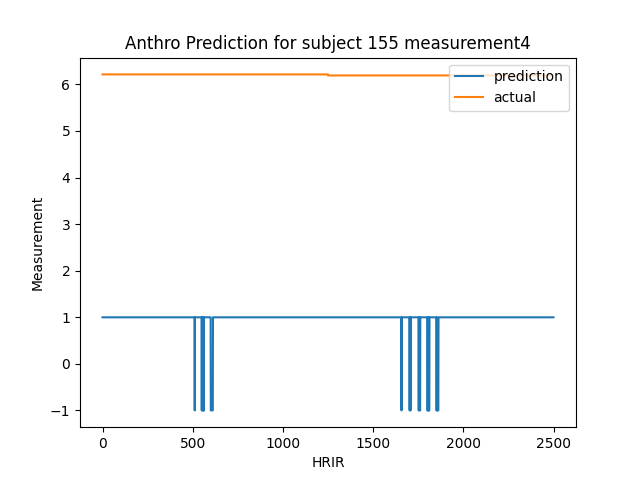 Anthro Prediction for subject 155 measurement4
prediction
actual
6
5
4
3
2
1
0
−1
Measurement
0 500 1000 1500 2000 2500
HRIR